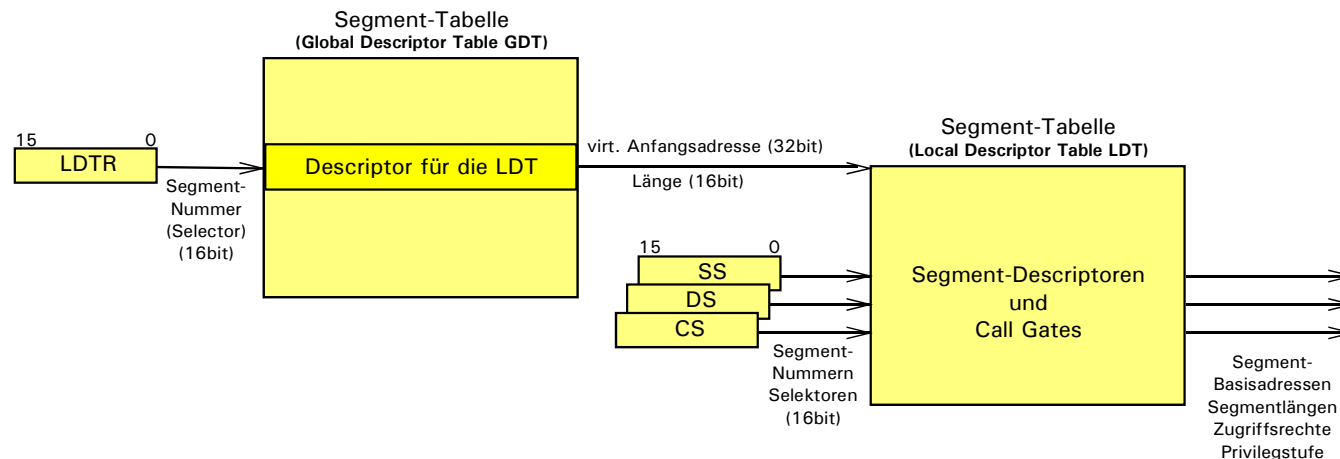 Segment-Tabelle
(Global Descriptor Table GDT)
15 0
LDTR
Segment-
Nummer
(Selector)
(16bit)
Descriptor für die LDT
virt. Anfangsadresse (32bit)
Länge (16bit)
Segment-Tabelle
(Local Descriptor Table LDT)
15 0
SS
DS
CS
Segment-
Nummern
Selektoren
(16bit)
Segment-Descriptoren
und
Call Gates
Segment-
Basisadressen
Segmentlängen
Zugriffsrechte
Privilegstufe